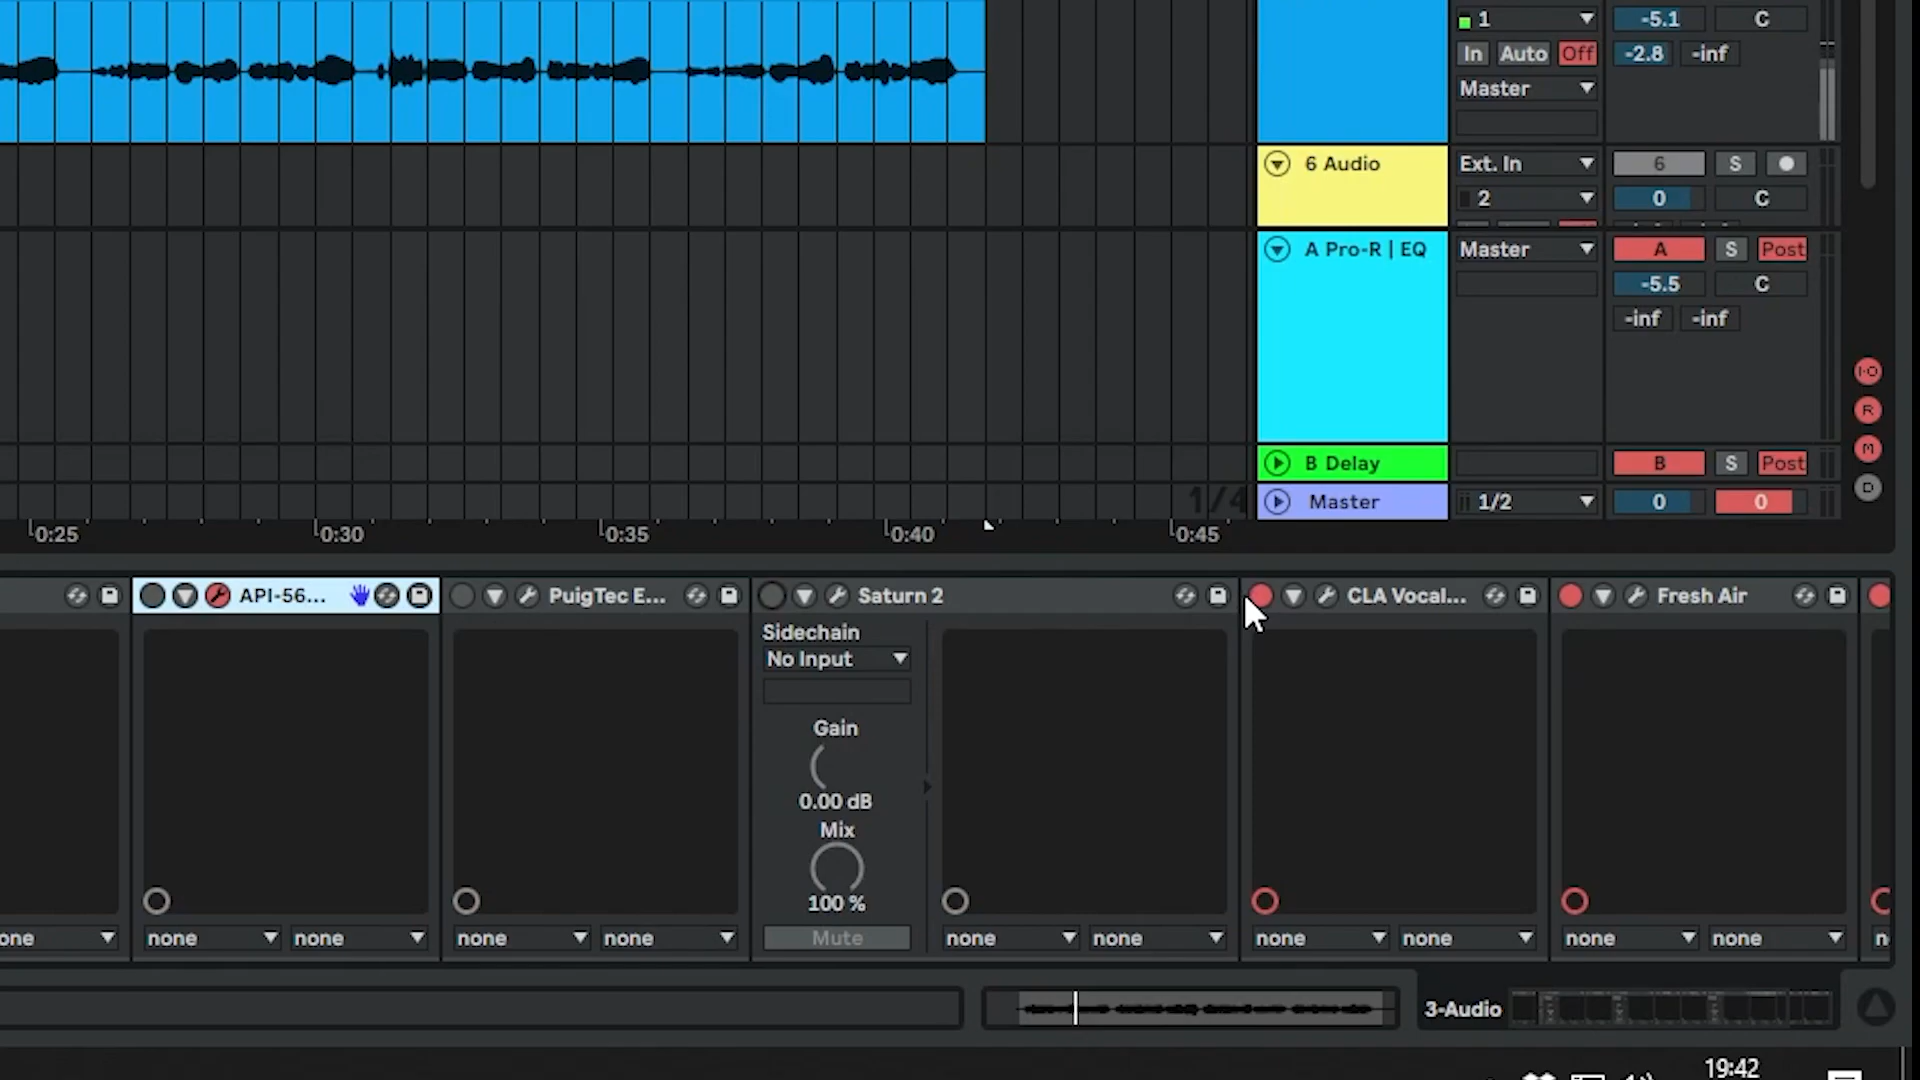 1 -5.1 C
In Auto Off -2.8 -inf
Master
6 Audio Ext. In 6 S
2 0 C
A Pro-R | EQ Master A S Post
-5.5 C
-inf -inf
I·O
R
M
D
B Delay B S Post
1/4 Master 1/2 0 0
0:25 0:30 0:35 0:40 0:45
API-56... PuigTec E... Saturn 2 CLA Vocal... Fresh Air
Sidechain
No Input
Gain
0.00 dB
Mix
100 %
Mute
none none none none none none none none none none
3-Audio
19:42